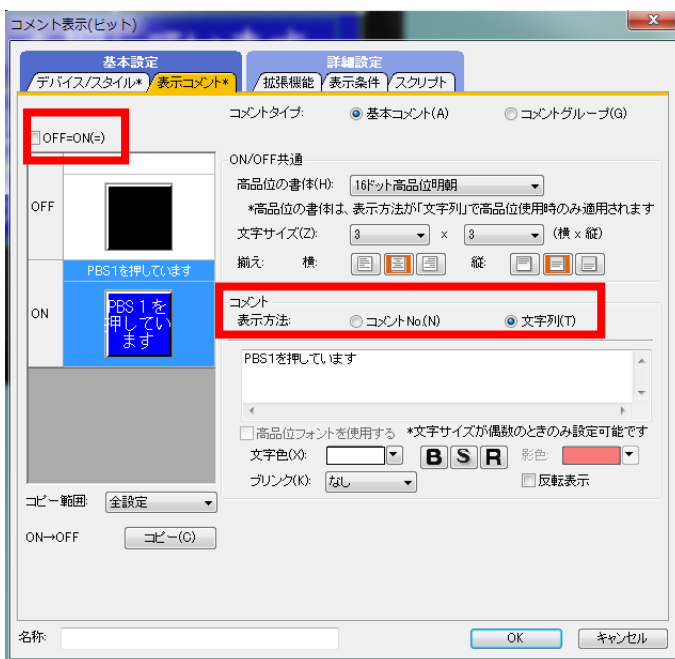 コメント表示(ビット)
基本設定
詳細設定
デバイス/スタイル*
表示コメント*
拡張機能
表示条件
スクリプト
コメントタイプ:
基本コメント(A)
コメントグループ(G)
OFF=ON(=)
ON/OFF共通
高品位の書体(H):
16ドット高品位明朝
*高品位の書体は、表示方法が「文字列」で高品位使用時のみ適用されます
OFF
文字サイズ(Z):
3
x
3
(横 x 縦)
揃え:
横:
縦:
PBS1を押しています
ON
PBS1を
押してい
ます
コメント
表示方法:
コメントNo.(N)
文字列(T)
PBS1を押しています
高品位フォントを使用する
*文字サイズが偶数のときのみ設定可能です
文字色(X):
B
S
R
影色:
ブリンク(K):
なし
反転表示
コピー範囲:
全設定
ON→OFF
コピー(C)
名称:
OK
キャンセル